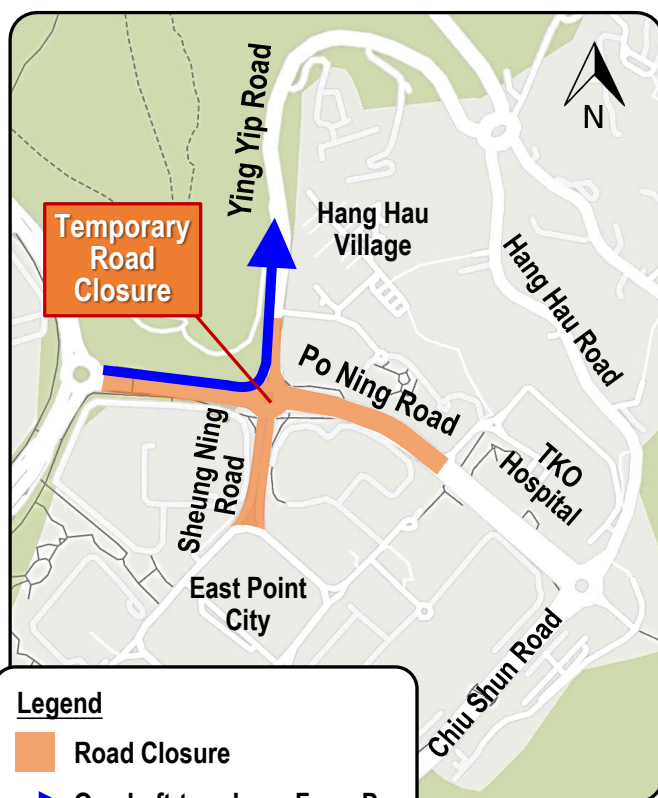 Ying Yip Road
N
Temporary
Road
Closure
Hang Hau
Village
Hang Hau Road
Po Ning Road
Sheung Ning
Road
TKO
Hospital
East Point
City
Chiu Shun Road
Legend
Road Closure